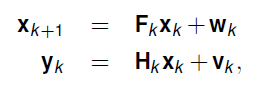 x_{k+1} = F_k x_k + w_k
y_k = H_k x_k + v_k,